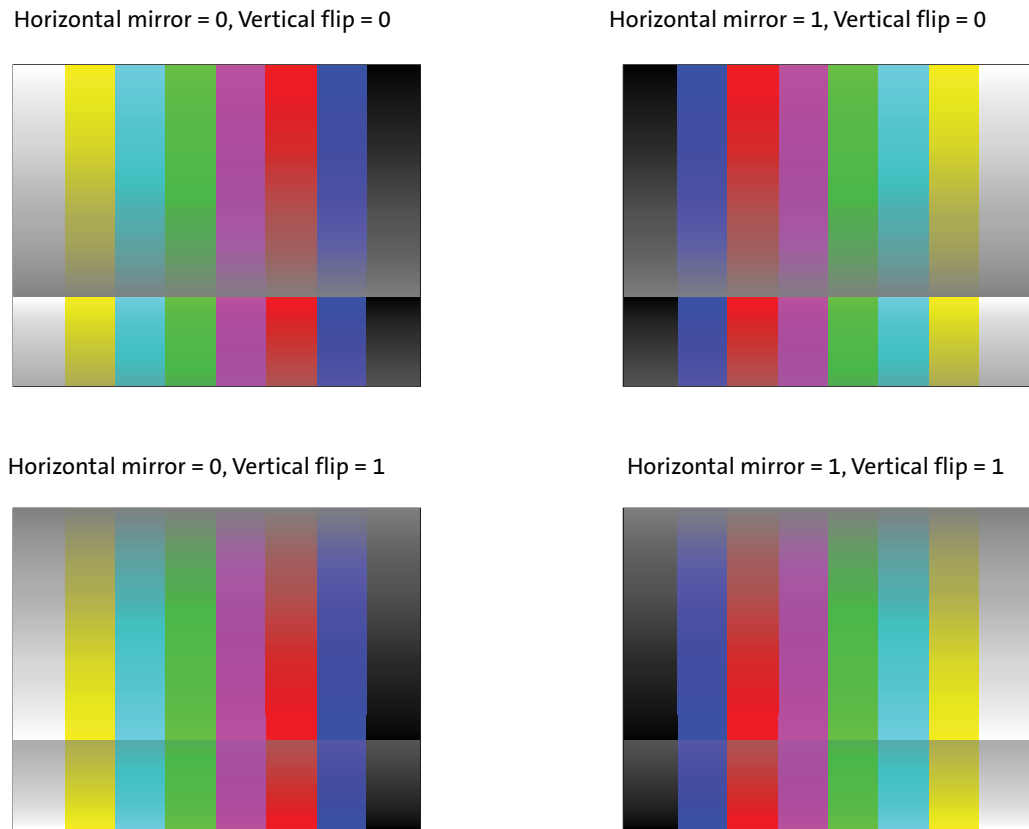 Horizontal mirror = 0, Vertical flip = 0
Horizontal mirror = 1, Vertical flip = 0
Horizontal mirror = 0, Vertical flip = 1
Horizontal mirror = 1, Vertical flip = 1